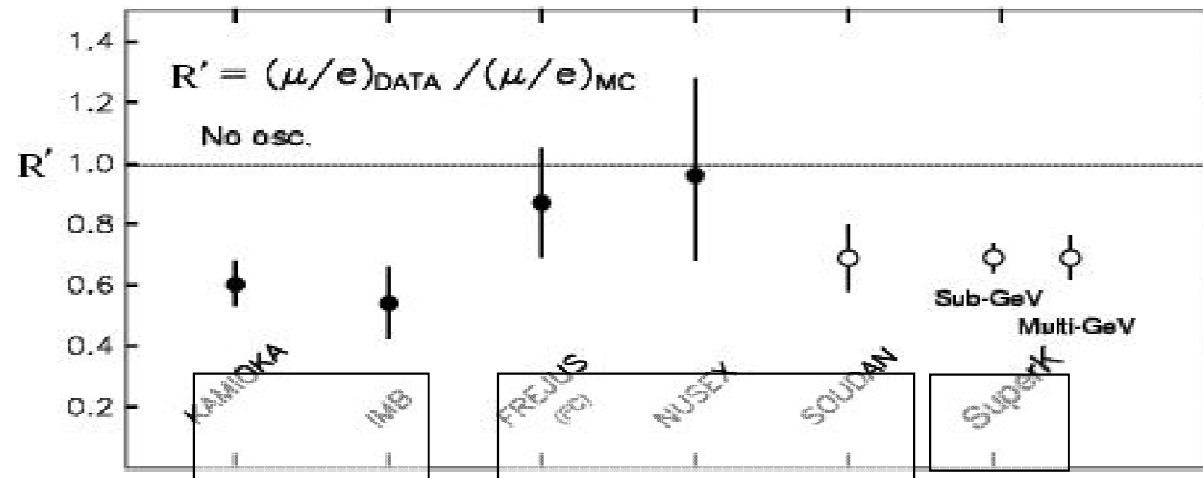 1.4
R′ = (μ/e)DATA /(μ/e)MC
1.2
No osc.
R′
1.0
0.8
0.6
Sub-GeV
Multi-GeV
0.4
0.2
KAMIOKA
IMB
FREJUS
(FC)
NUSEX
SOUDAN
SuperK